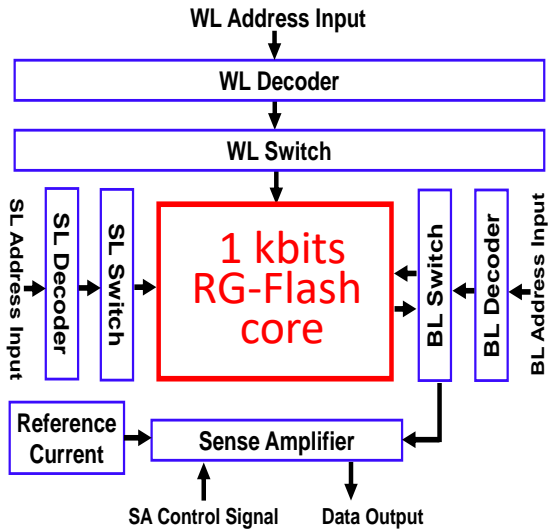 WL Address Input
WL Decoder
WL Switch
SL Address Input
SL Decoder
SL Switch
1 kbits
RG-Flash
core
BL Switch
BL Decoder
BL Address Input
Reference
Current
Sense Amplifier
SA Control Signal
Data Output